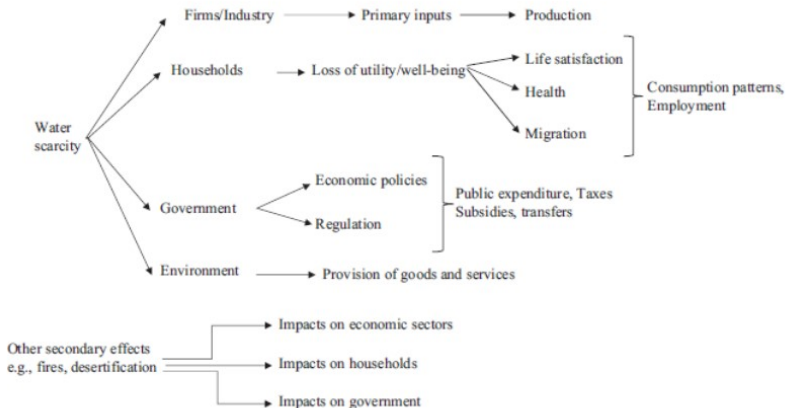 Firms/Industry
Primary inputs
Production
Households
Loss of utility/well-being
Life satisfaction
Health
Migration
Consumption patterns,
Employment
Water
scarcity
Government
Economic policies
Regulation
Public expenditure, Taxes
Subsidies, transfers
Environment
Provision of goods and services
Other secondary effects
e.g., fires, desertification
Impacts on economic sectors
Impacts on households
Impacts on government